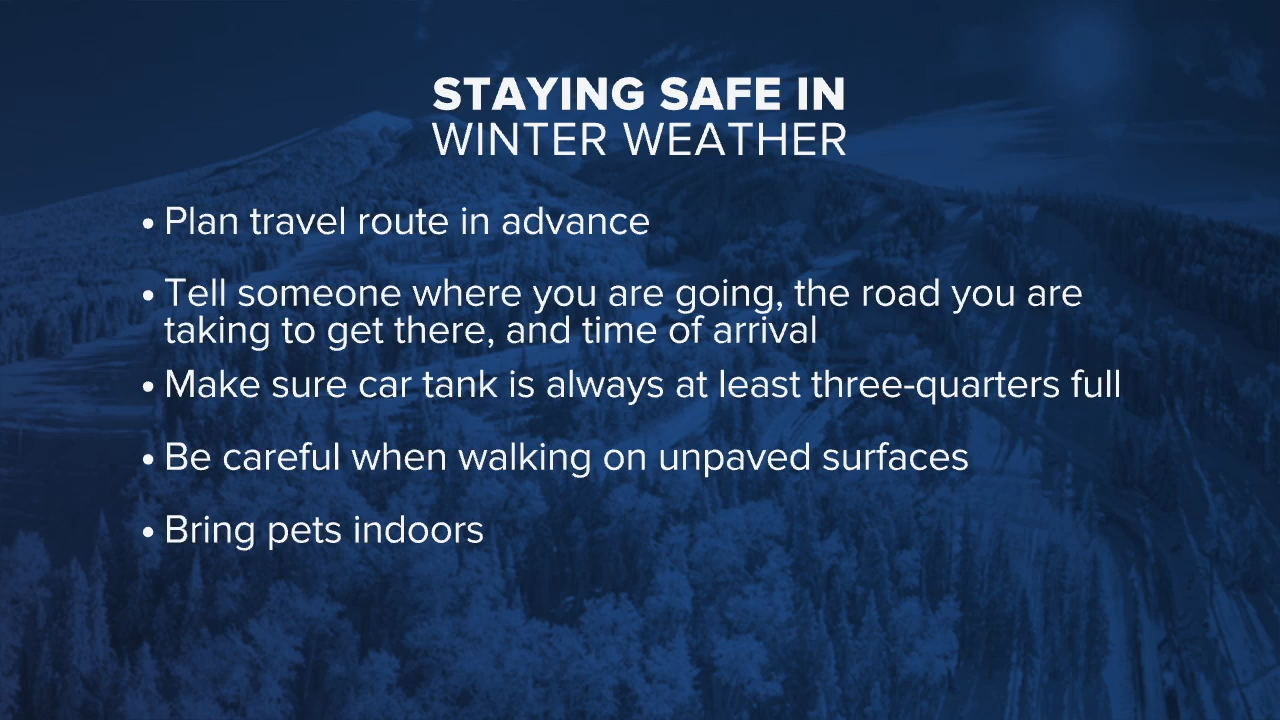 STAYING SAFE IN
WINTER WEATHER
• Plan travel route in advance
• Tell someone where you are going, the road you are
taking to get there, and time of arrival
• Make sure car tank is always at least three-quarters full
• Be careful when walking on unpaved surfaces
• Bring pets indoors